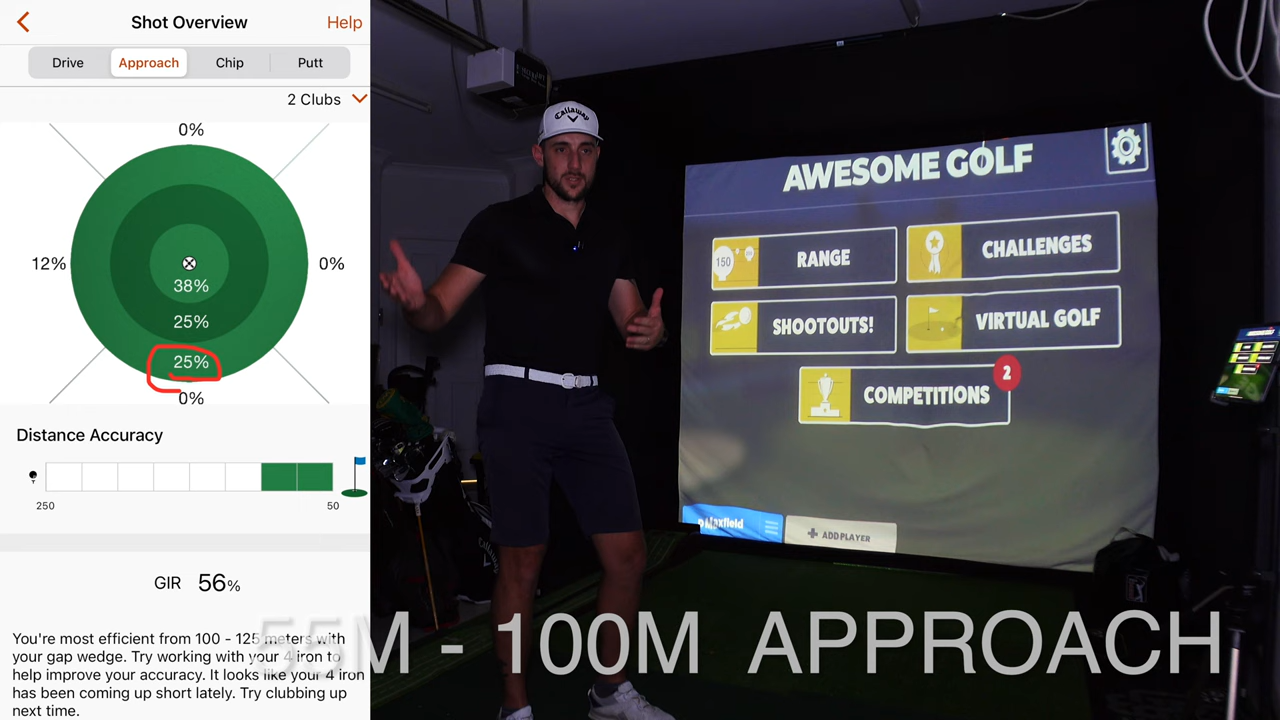 Shot Overview
Help
Drive
Approach
Chip
Putt
2 Clubs
0%
12%
0%
38%
25%
25%
0%
Distance Accuracy
250
50
GIR 56%
You're most efficient from 100 - 125 meters with
your gap wedge. Try working with your 4 iron to
help improve your accuracy. It looks like your 4 iron
has been coming up short lately. Try clubbing up
next time.
Callaway
AWESOME GOLF
150
RANGE
CHALLENGES
SHOOTOUTS!
VIRTUAL GOLF
2
COMPETITIONS
Maxfield
+ ADD PLAYER
Callaway
PGA
55M - 100M APPROACH